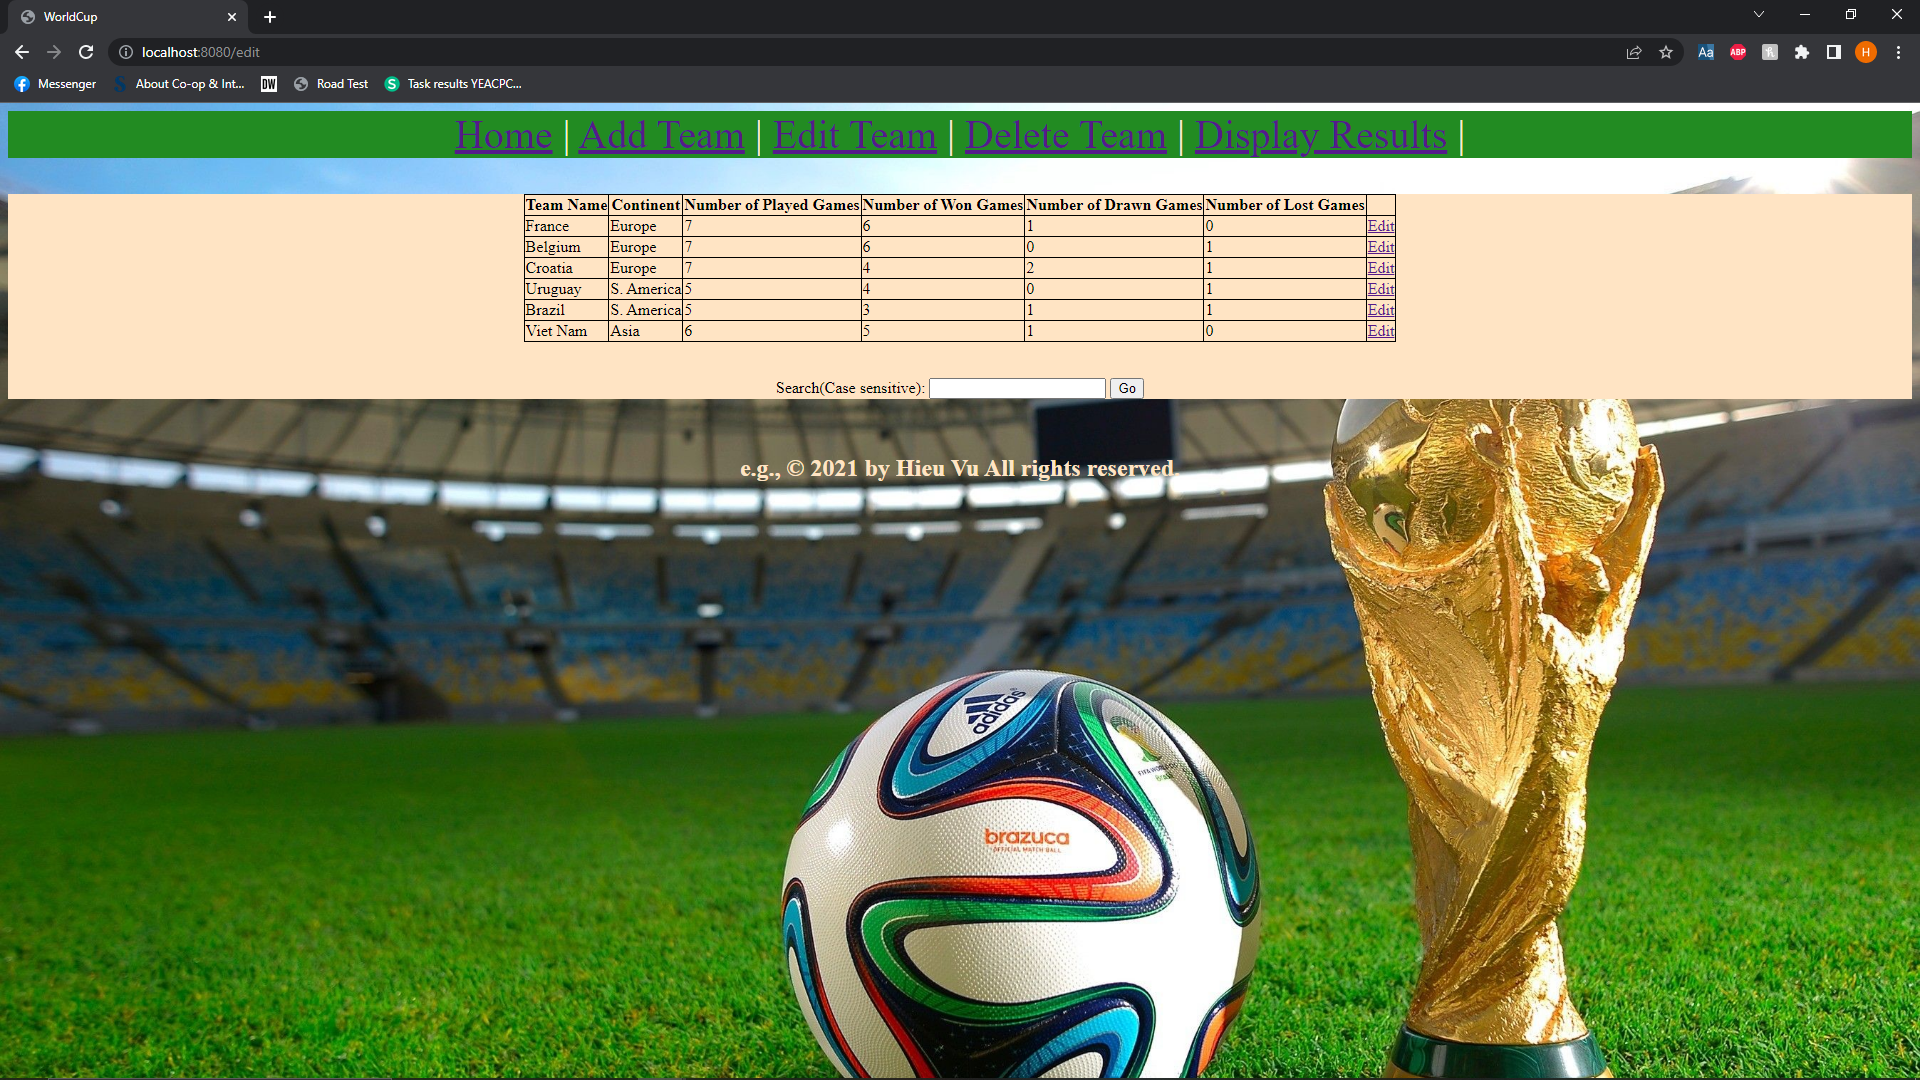 WorldCup
localhost:8080/edit
Aa ABP H
Messenger About Co-op & Int... DW Road Test S Task results YEACPC...
Home | Add Team | Edit Team | Delete Team | Display Results |
Team Name Continent Number of Played Games Number of Won Games Number of Drawn Games Number of Lost Games
France Europe 7 6 1 0 Edit
Belgium Europe 7 6 0 1 Edit
Croatia Europe 7 4 2 1 Edit
Uruguay S. America 5 4 0 1 Edit
Brazil S. America 5 3 1 1 Edit
Viet Nam Asia 6 5 1 0 Edit
Search(Case sensitive): Go
e.g., © 2021 by Hieu Vu All rights reserved.
adidas
brazuca
OFFICIAL MATCH BALL